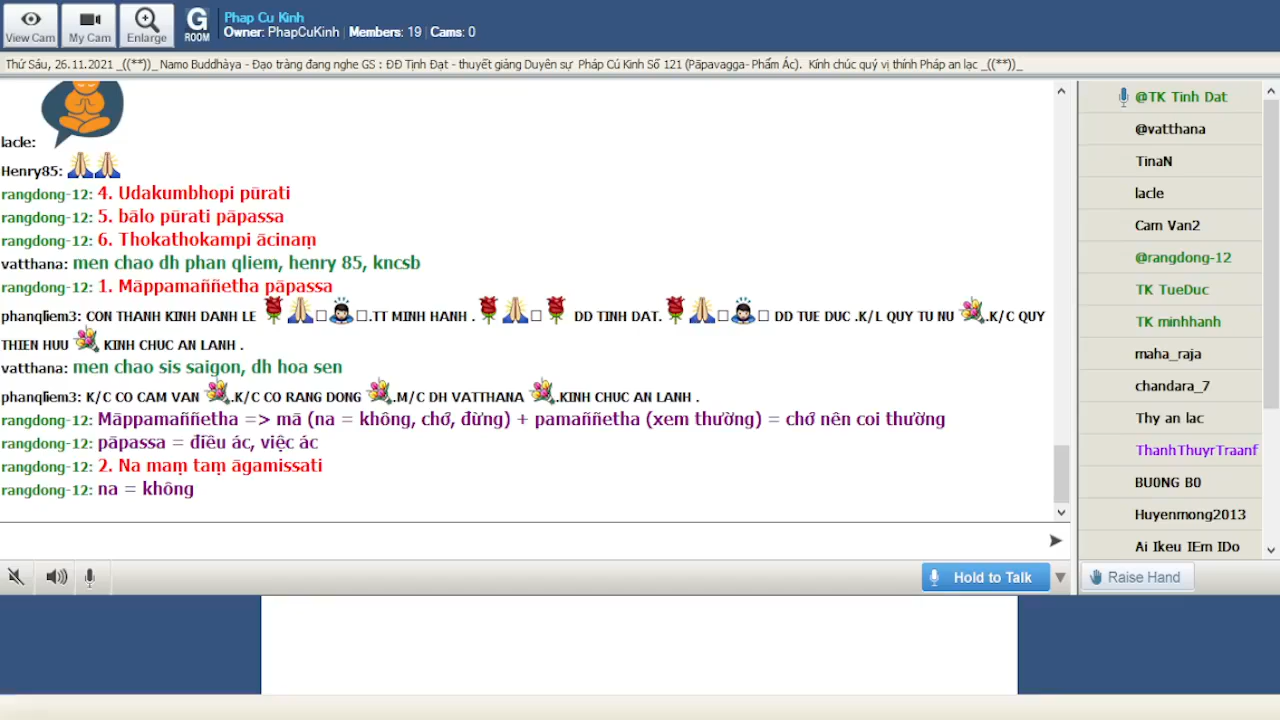 View Cam
My Cam
Enlarge
G
ROOM
Phap Cu Kinh
Owner: PhapCuKinh | Members: 19 | Cams: 0
Thứ Sáu, 26.11.2021 _((**))_ Namo Buddhàya - Đạo tràng đang nghe GS : ĐĐ Tịnh Đạt - thuyết giảng Duyên sự Pháp Cú Kinh Số 121 (Pāpavagga- Phẩm Ác). Kính chúc quý vị thính Pháp an lạc _((**))_
lacle:
Henry85:
rangdong-12: 4. Udakumbhopi pūrati
rangdong-12: 5. bālo pūrati pāpassa
rangdong-12: 6. Thokathokampi ācinaṃ
vatthana: men chao dh phan qliem, henry 85, kncsb
rangdong-12: 1. Māppamaññetha pāpassa
phanqliem3: CON THANH KINH DANH LE .TT MINH HANH . DD TINH DAT. DD TUE DUC .K/L QUY TU NU .K/C QUY
THIEN HUU KINH CHUC AN LANH .
vatthana: men chao sis saigon, dh hoa sen
phanqliem3: K/C CO CAM VAN .K/C CO RANG DONG .M/C DH VATTHANA .KINH CHUC AN LANH .
rangdong-12: Māppamaññetha => mā (na = không, chớ, đừng) + pamaññetha (xem thường) = chớ nên coi thường
rangdong-12: pāpassa = điều ác, việc ác
rangdong-12: 2. Na maṃ taṃ āgamissati
rangdong-12: na = không
Hold to Talk
@TK Tinh Dat
@vatthana
TinaN
lacle
Cam Van2
@rangdong-12
TK TueDuc
TK minhhanh
maha_raja
chandara_7
Thy an lac
ThanhThuyrTraanf
BU0NG B0
Huyenmong2013
Ai Ikeu IEm IDo
Raise Hand